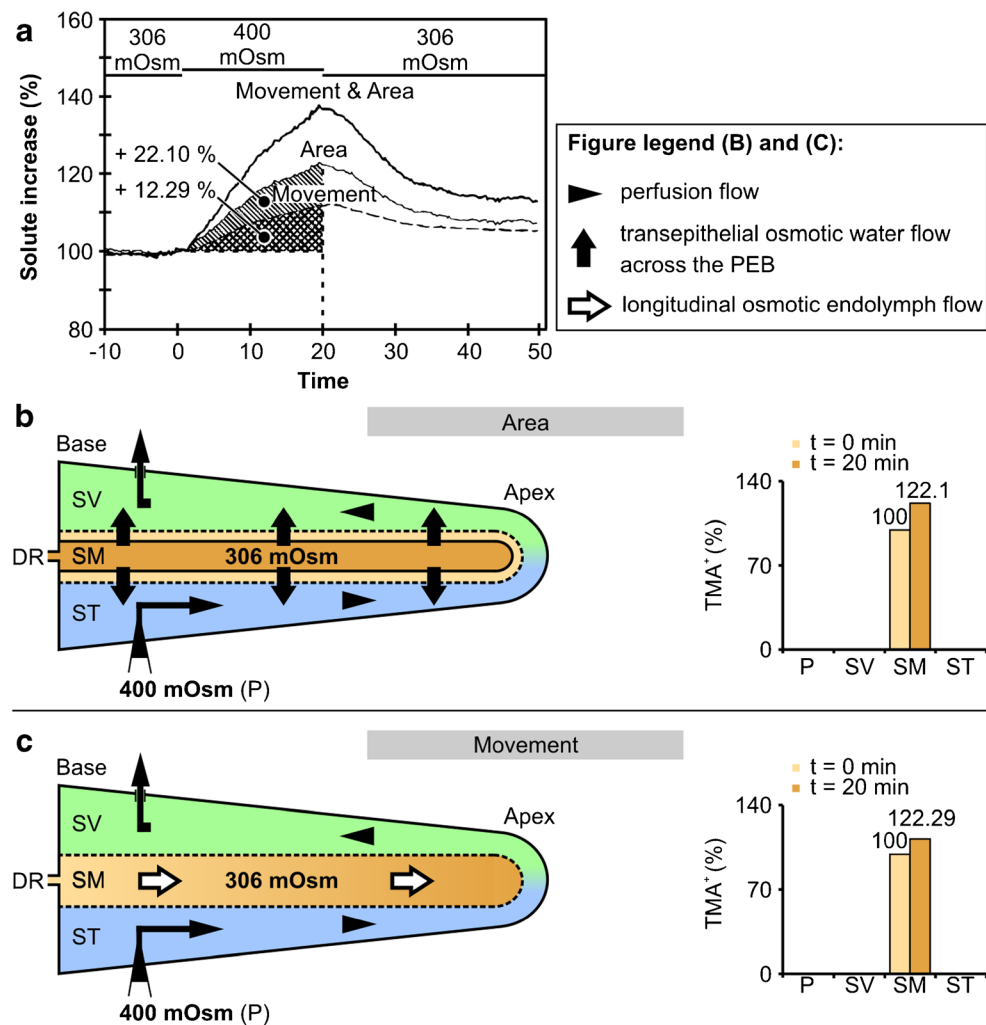 a
160
140
120
100
80
Solute increase (%)
306
mOsm
400
mOsm
306
mOsm
Movement & Area
+ 22.10 %
+ 12.29 %
Area
Movement
-10
0
10
20
30
40
50
Time
Figure legend (B) and (C):
perfusion flow
transepithelial osmotic water flow
across the PEB
longitudinal osmotic endolymph flow
b
Area
Base
SV
Apex
DR
SM
306 mOsm
ST
400 mOsm (P)
t = 0 min
t = 20 min
140
70
0
TMA⁺ (%)
122.1
100
P
SV
SM
ST
c
Movement
Base
SV
Apex
DR
SM
306 mOsm
ST
400 mOsm (P)
t = 0 min
t = 20 min
140
70
0
TMA⁺ (%)
122.29
100
P
SV
SM
ST